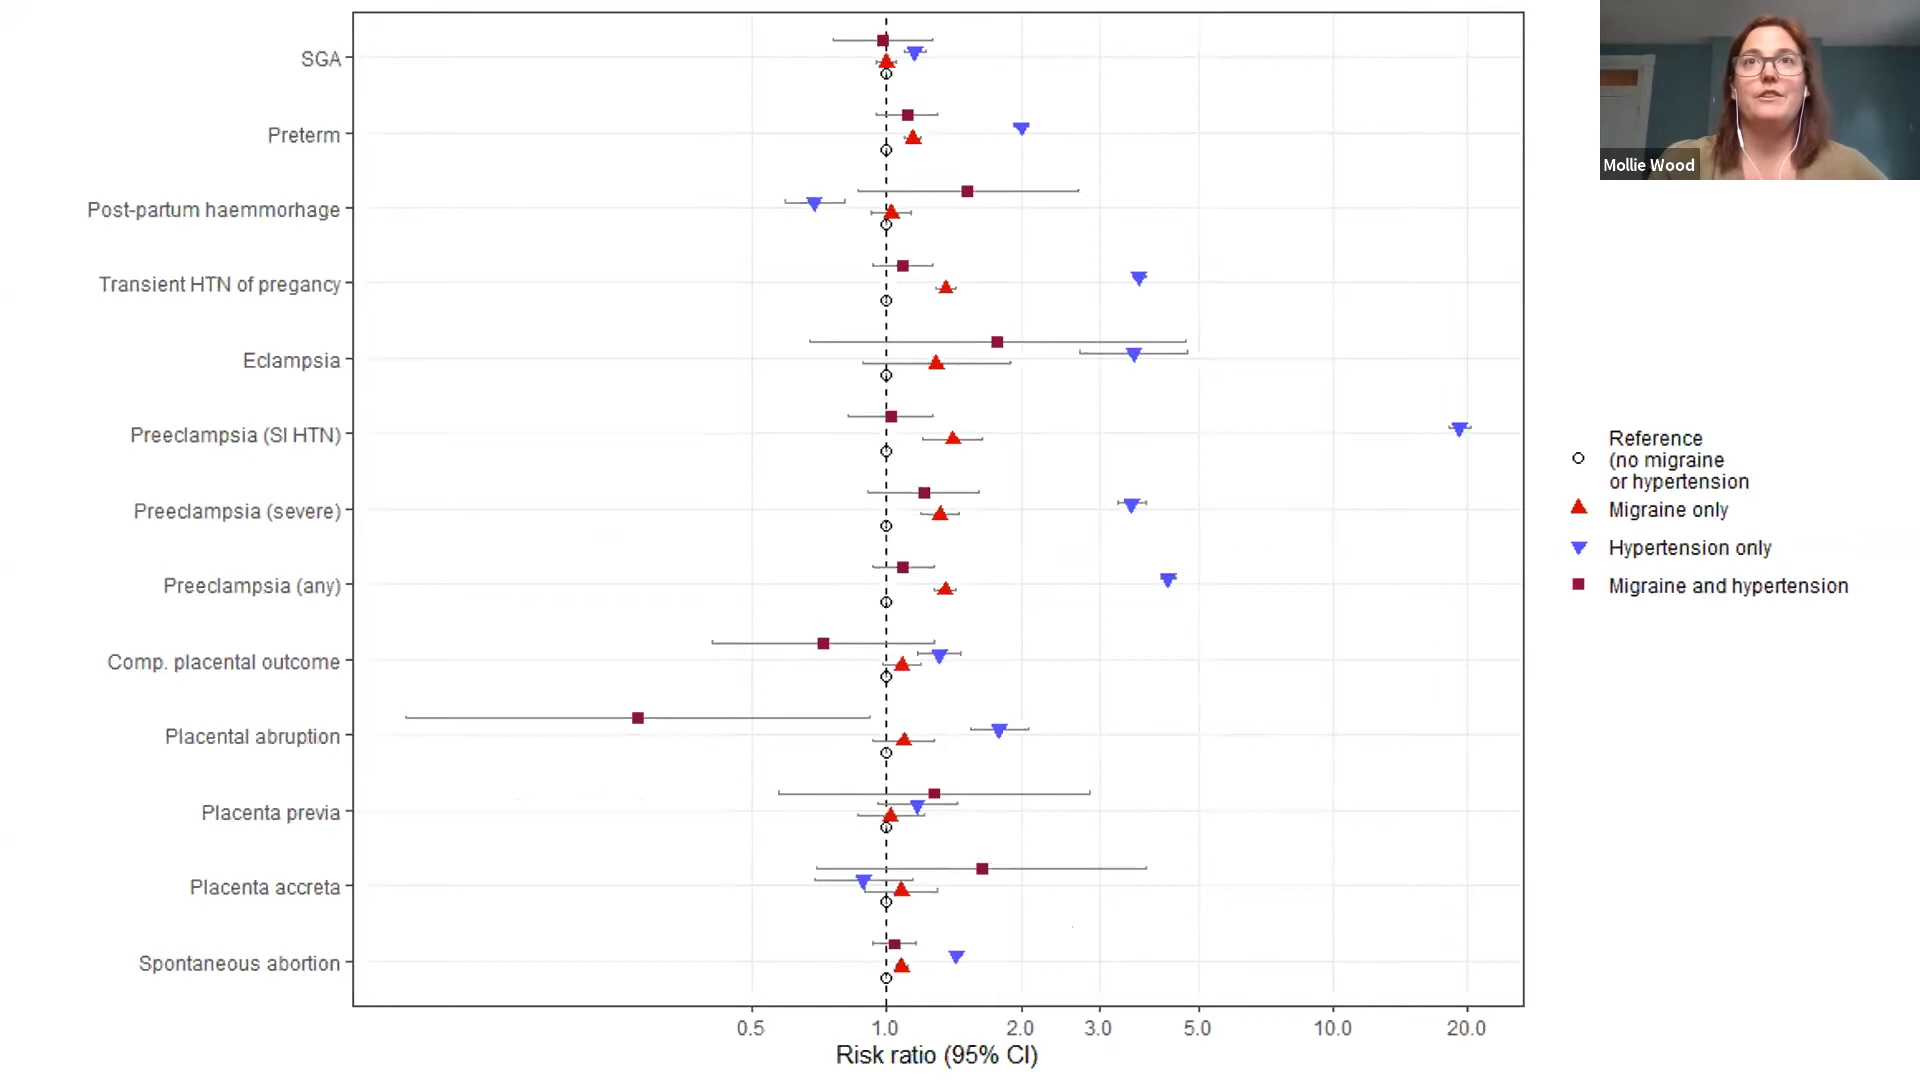 SGA
Preterm
Post-partum haemmorhage
Transient HTN of pregancy
Eclampsia
Preeclampsia (SI HTN)
Preeclampsia (severe)
Preeclampsia (any)
Comp. placental outcome
Placental abruption
Placenta previa
Placenta accreta
Spontaneous abortion
0.5 1.0 2.0 3.0 5.0 10.0 20.0
Risk ratio (95% CI)
Reference
(no migraine
or hypertension
Migraine only
Hypertension only
Migraine and hypertension
Mollie Wood